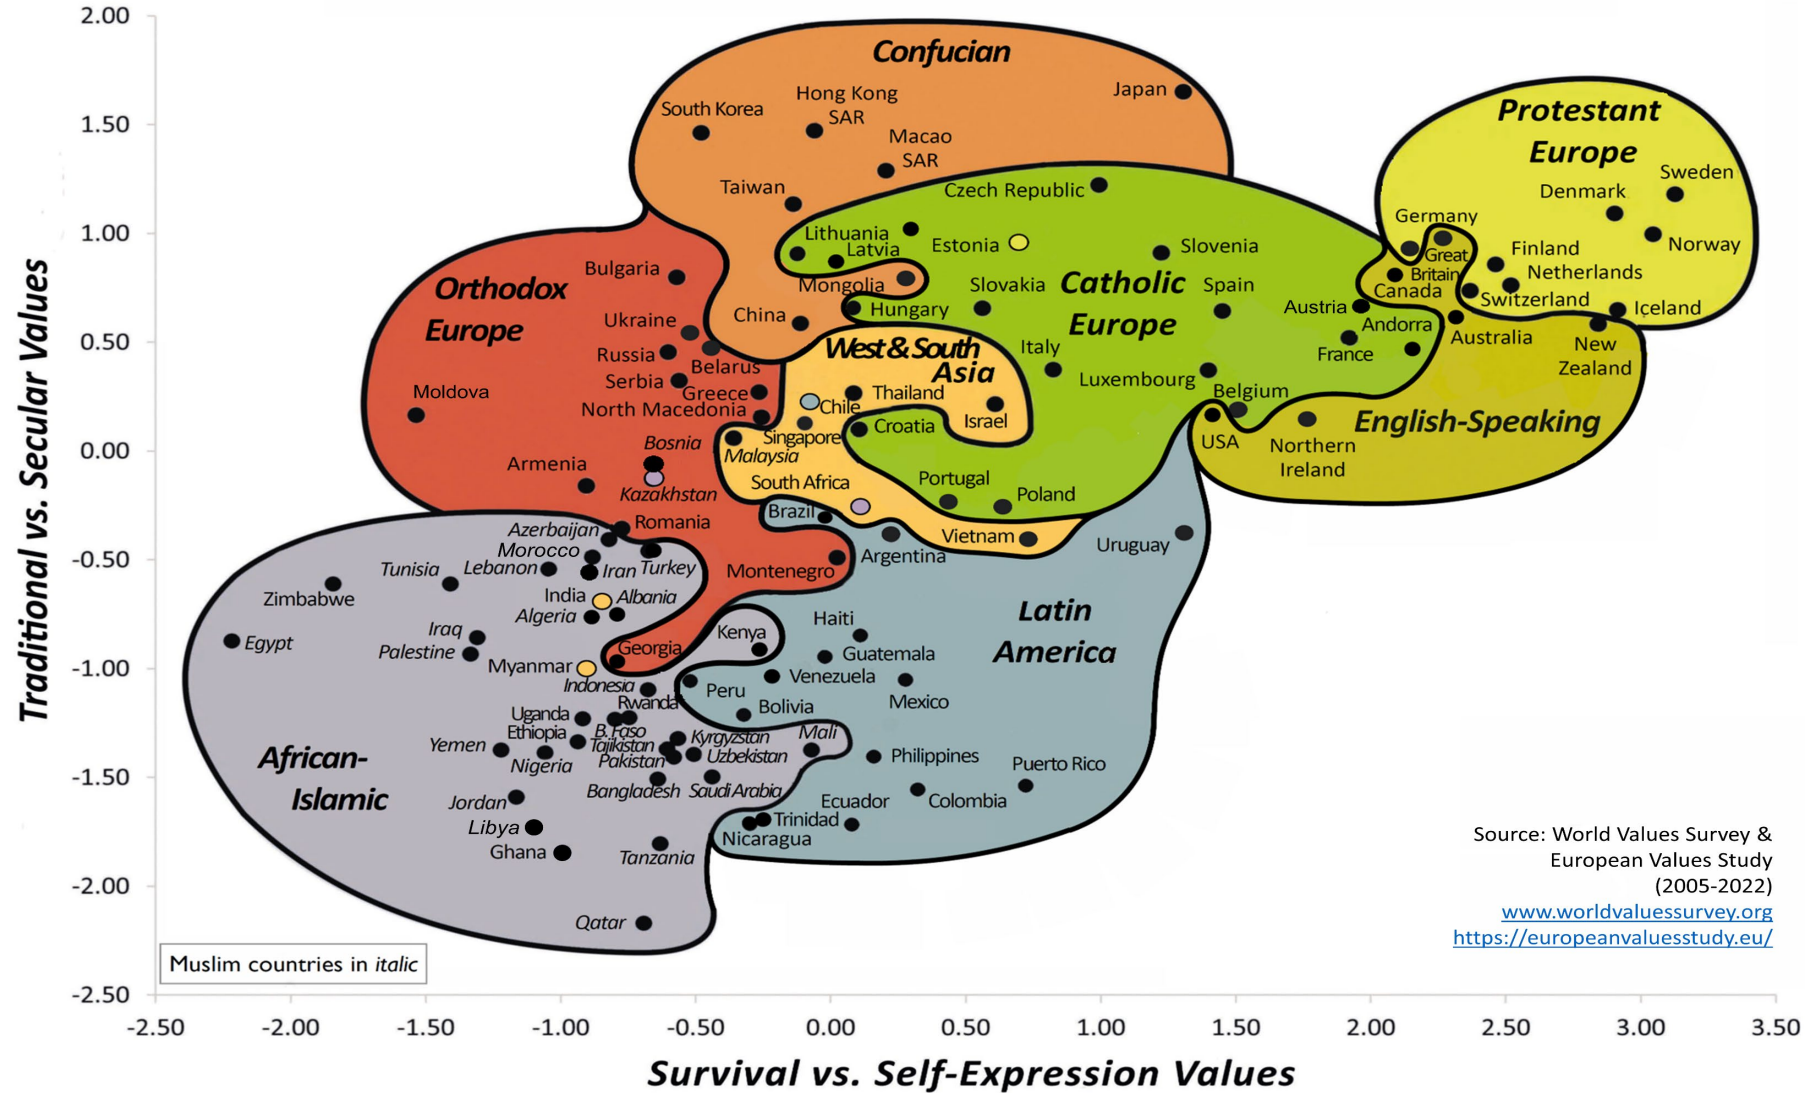 2.00
1.50
1.00
0.50
0.00
-0.50
-1.00
-1.50
-2.00
-2.50
Traditional vs. Secular Values
Confucian
South Korea
Hong Kong
SAR
Macao
SAR
Japan
Taiwan
Mongolia
China
Protestant
Europe
Sweden
Denmark
Germany
Norway
Finland
Netherlands
Switzerland
Iceland
Catholic
Europe
Czech Republic
Lithuania
Latvia
Estonia
Slovenia
Slovakia
Spain
Hungary
Austria
Andorra
France
Italy
Luxembourg
Belgium
Croatia
Portugal
Poland
English-Speaking
Great
Britain
Canada
Australia
New
Zealand
USA
Northern
Ireland
Orthodox
Europe
Bulgaria
Ukraine
Russia
Belarus
Serbia
Greece
North Macedonia
Moldova
Bosnia
Armenia
Kazakhstan
Romania
Montenegro
Georgia
West & South
Asia
Thailand
Chile
Israel
Singapore
Malaysia
South Africa
Vietnam
Latin
America
Brazil
Argentina
Uruguay
Haiti
Guatemala
Venezuela
Mexico
Peru
Bolivia
Philippines
Puerto Rico
Ecuador
Colombia
Trinidad
Nicaragua
African-
Islamic
Azerbaijan
Morocco
Lebanon
Iran
Turkey
Tunisia
Zimbabwe
India
Albania
Algeria
Iraq
Egypt
Palestine
Kenya
Myanmar
Indonesia
Rwanda
Uganda
Ethiopia
B. Faso
Tajikistan
Kyrgyzstan
Mali
Yemen
Nigeria
Pakistan
Uzbekistan
Bangladesh
Saudi Arabia
Jordan
Libya
Ghana
Tanzania
Qatar
Source: World Values Survey &
European Values Study
(2005-2022)
www.worldvaluessurvey.org
https://europeanvaluesstudy.eu/
Muslim countries in italic
-2.50 -2.00 -1.50 -1.00 -0.50 0.00 0.50 1.00 1.50 2.00 2.50 3.00 3.50
Survival vs. Self-Expression Values